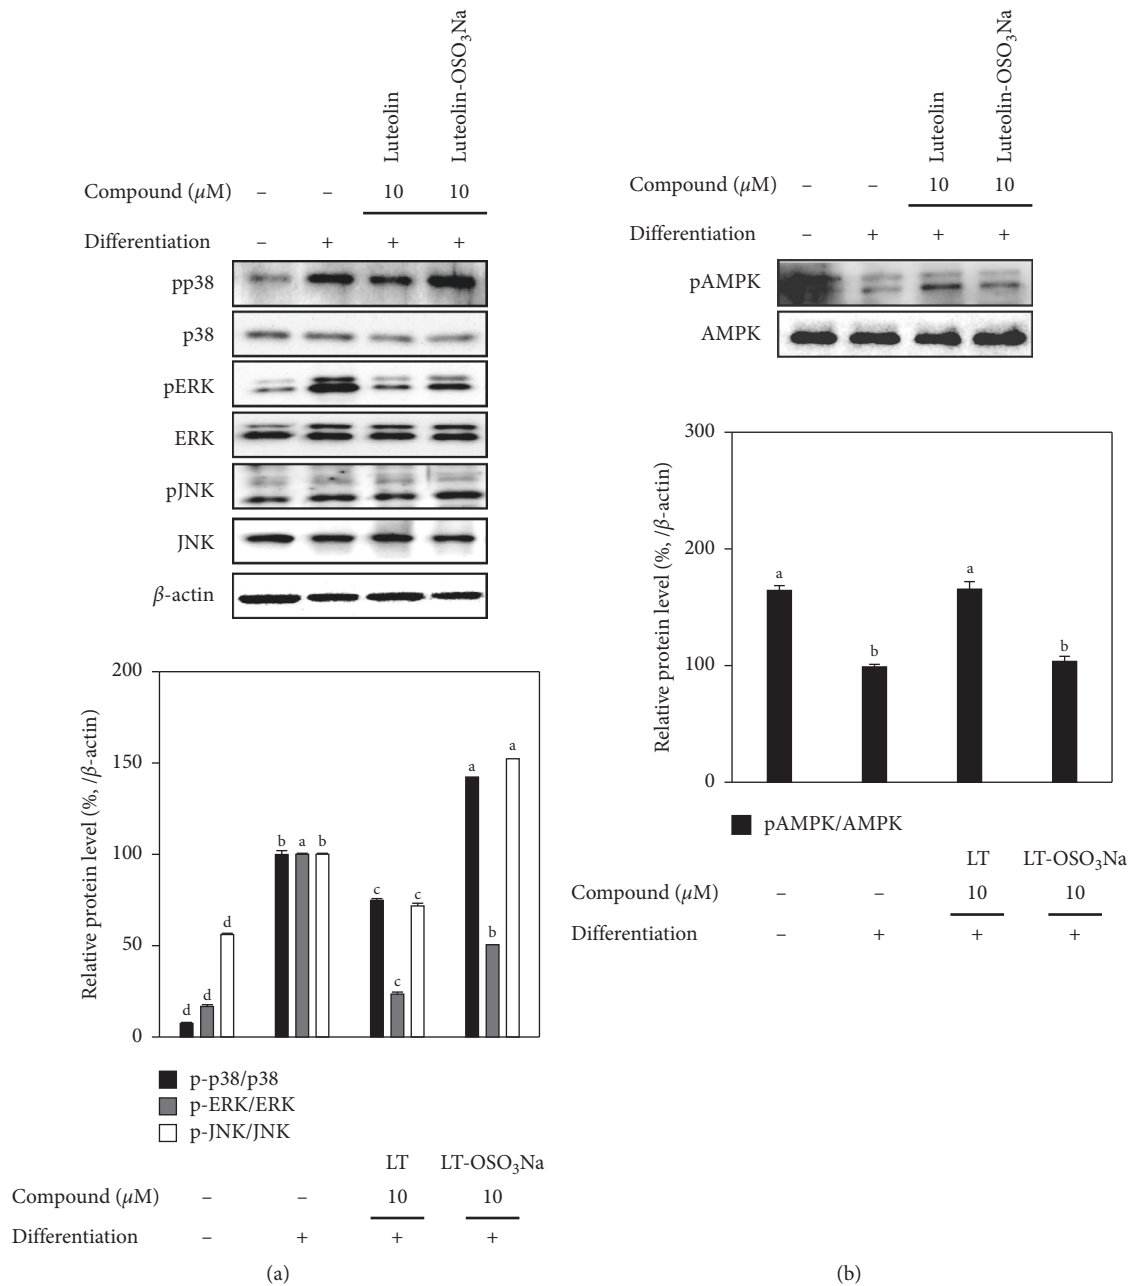 Luteolin
Luteolin-OSO₃Na
Compound (μM) – – 10 10
Differentiation – + + +
pp38
p38
pERK
ERK
pJNK
JNK
β-actin
Relative protein level (%, /β-actin)
200
150
100
50
0
d d d
b a b
c c c
a b a
p-p38/p38
p-ERK/ERK
p-JNK/JNK
LT LT-OSO₃Na
Compound (μM) – – 10 10
Differentiation – + + +
(a)
Luteolin
Luteolin-OSO₃Na
Compound (μM) – – 10 10
Differentiation – + + +
pAMPK
AMPK
Relative protein level (%, /β-actin)
300
200
100
0
a b a b
pAMPK/AMPK
LT LT-OSO₃Na
Compound (μM) – – 10 10
Differentiation – + + +
(b)